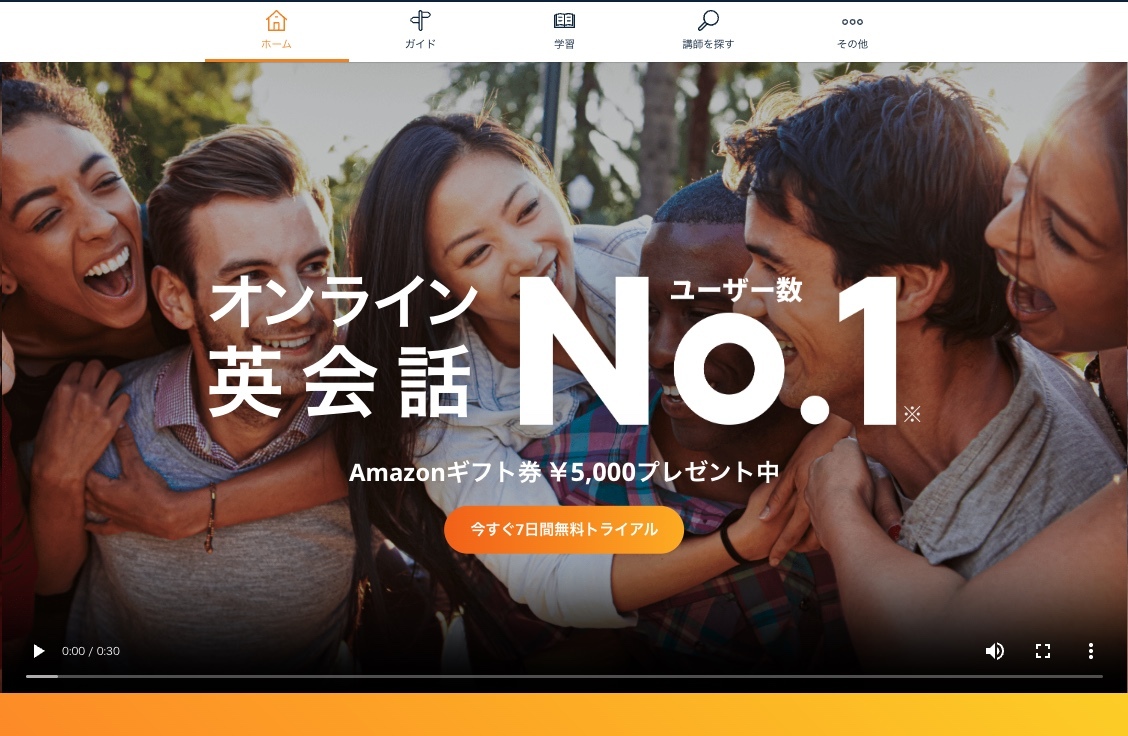 ホーム
ガイド
学習
講師を探す
その他
オンライン
英会話
ユーザー数
No.1※
Amazonギフト券 ￥5,000プレゼント中
今すぐ7日間無料トライアル
0:00 / 0:30